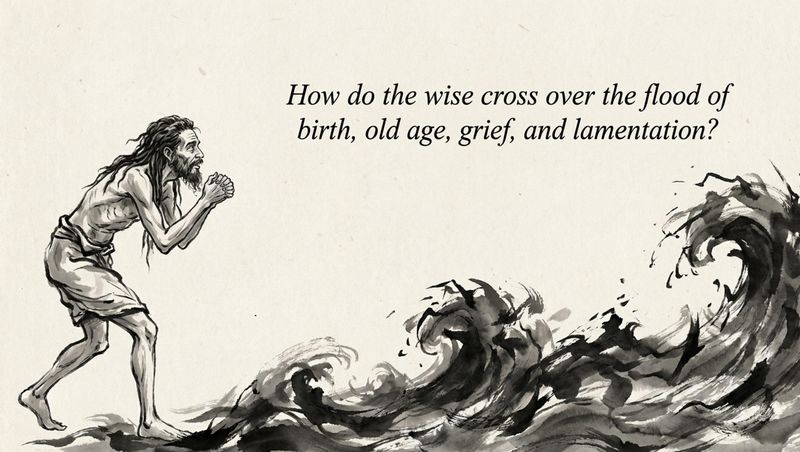 How do the wise cross over the flood of
birth, old age, grief, and lamentation?